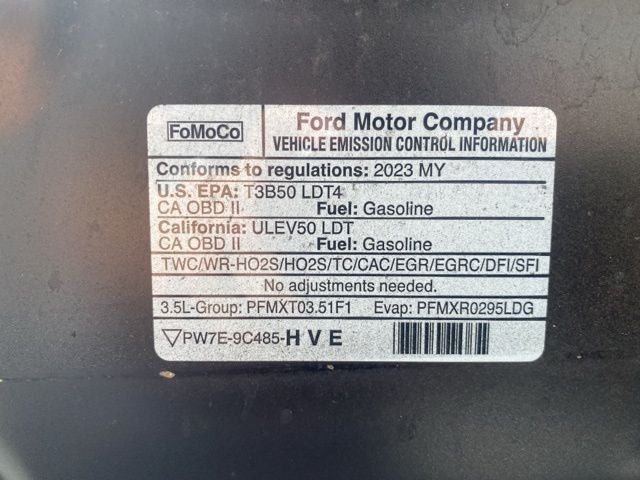 FoMoCo
Ford Motor Company
VEHICLE EMISSION CONTROL INFORMATION
Conforms to regulations: 2023 MY
U.S. EPA: T3B50 LDT4
CA OBD II Fuel: Gasoline
California: ULEV50 LDT
CA OBD II Fuel: Gasoline
TWC/WR-HO2S/HO2S/TC/CAC/EGR/EGRC/DFI/SFI
No adjustments needed.
3.5L-Group: PFMXT03.51F1 Evap: PFMXR0295LDG
▽PW7E-9C485-HVE